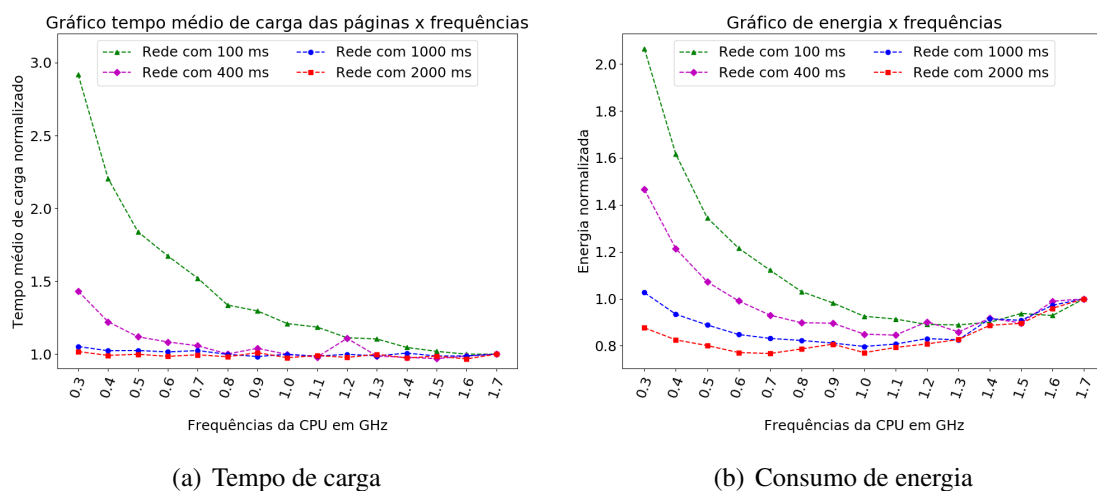 Gráfico tempo médio de carga das páginas x frequências
Rede com 100 ms
Rede com 400 ms
Rede com 1000 ms
Rede com 2000 ms
Tempo médio de carga normalizado
3.0
2.5
2.0
1.5
1.0
0.3 0.4 0.5 0.6 0.7 0.8 0.9 1.0 1.1 1.2 1.3 1.4 1.5 1.6 1.7
Frequências da CPU em GHz
(a) Tempo de carga
Gráfico de energia x frequências
Rede com 100 ms
Rede com 400 ms
Rede com 1000 ms
Rede com 2000 ms
Energia normalizada
2.0
1.8
1.6
1.4
1.2
1.0
0.8
0.3 0.4 0.5 0.6 0.7 0.8 0.9 1.0 1.1 1.2 1.3 1.4 1.5 1.6 1.7
Frequências da CPU em GHz
(b) Consumo de energia